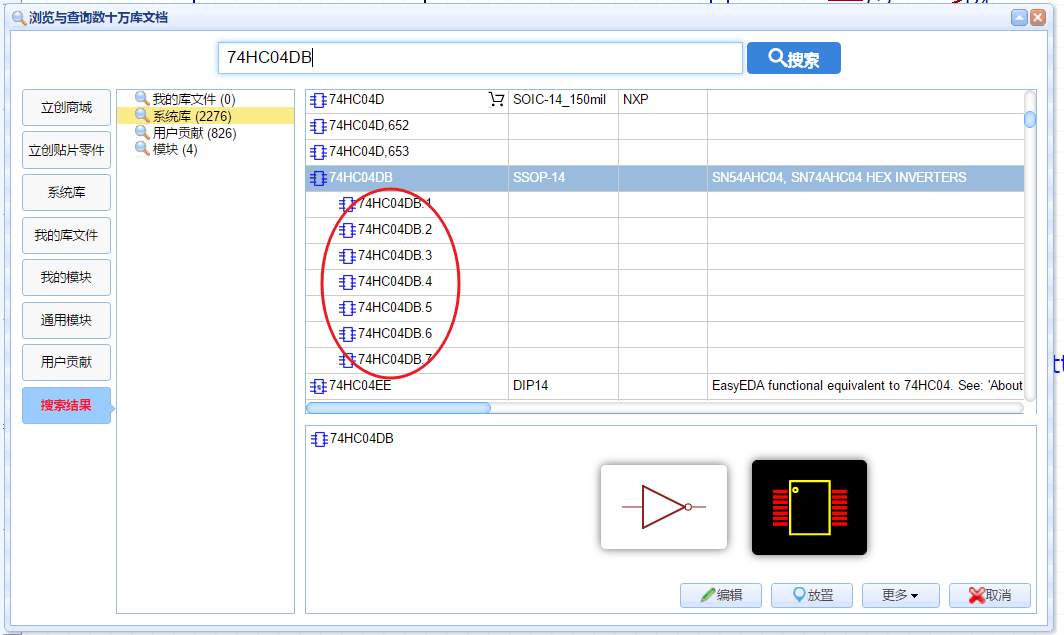 浏览与查询数十万库文档
74HC04DB
搜索
立创商城
立创贴片零件
系统库
我的库文件
我的模块
通用模块
用户贡献
搜索结果
我的库文件 (0)
系统库 (2276)
用户贡献 (826)
模块 (4)
74HC04D SOIC-14_150mil NXP
74HC04D,652
74HC04D,653
74HC04DB SSOP-14 SN54AHC04, SN74AHC04 HEX INVERTERS
74HC04DB.1
74HC04DB.2
74HC04DB.3
74HC04DB.4
74HC04DB.5
74HC04DB.6
74HC04DB.7
74HC04EE DIP14 EasyEDA functional equivalent to 74HC04. See: 'About
74HC04DB
编辑
放置
更多
取消